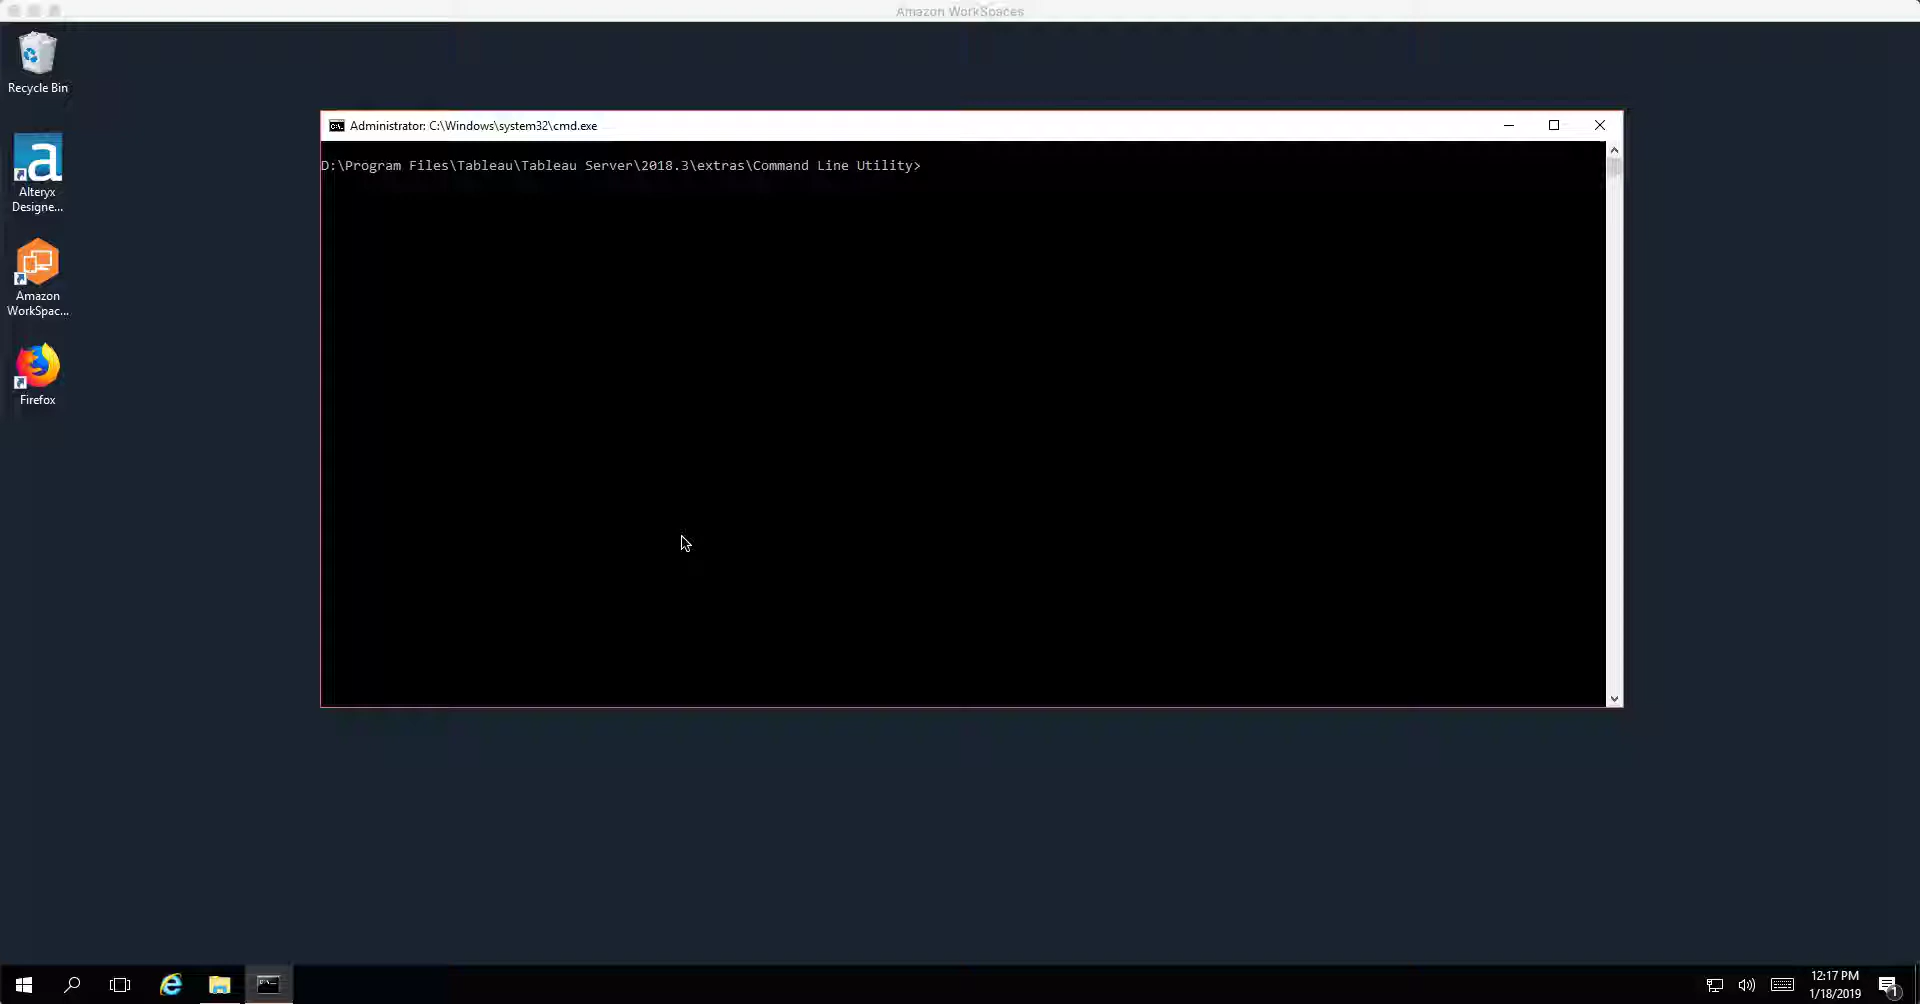 Amazon WorkSpaces
Recycle Bin
Alteryx
Designe...
Amazon
WorkSpac...
Firefox
Administrator: C:\Windows\system32\cmd.exe
D:\Program Files\Tableau\Tableau Server\2018.3\extras\Command Line Utility>
12:17 PM
1/18/2019
1